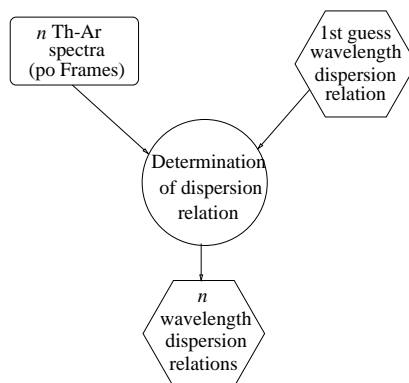 n Th-Ar
spectra
(po Frames)
1st guess
wavelength
dispersion
relation
Determination
of dispersion
relation
n
wavelength
dispersion
relations